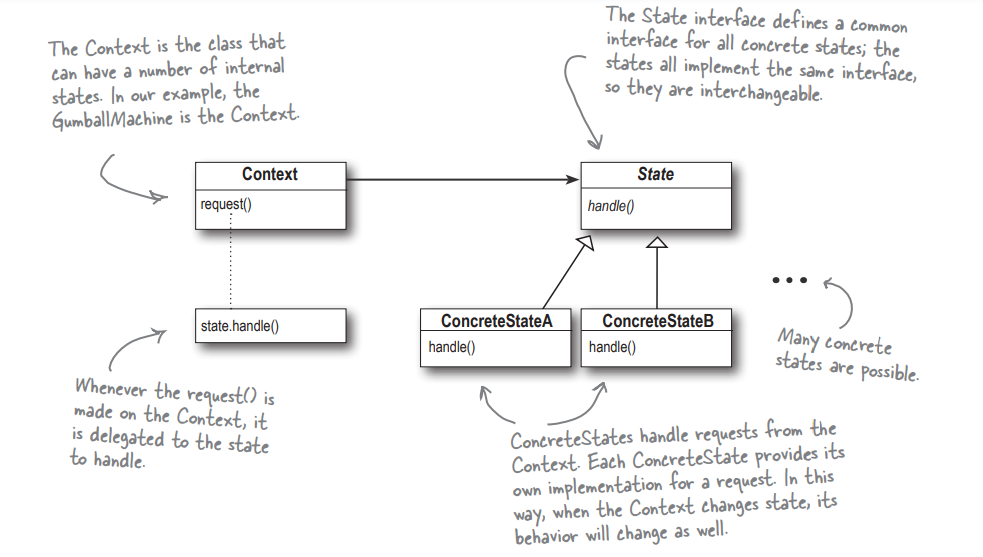 The Context is the class that
can have a number of internal
states. In our example, the
GumballMachine is the Context.
The State interface defines a common
interface for all concrete states; the
states all implement the same interface,
so they are interchangeable.
Context
request()
State
handle()
state.handle()
ConcreteStateA
handle()
ConcreteStateB
handle()
Many concrete
states are possible.
Whenever the request() is
made on the Context, it
is delegated to the state
to handle.
ConcreteStates handle requests from the
Context. Each ConcreteState provides its
own implementation for a request. In this
way, when the Context changes state, its
behavior will change as well.